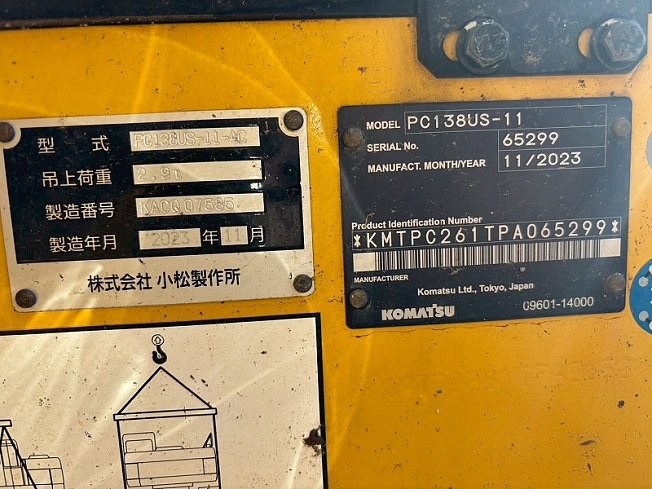 型 式 PC138US-11-AC
吊上荷重 2.9t
製造番号 KACQ07585
製造年月 2023 年 11 月
株式会社 小松製作所
MODEL PC138US-11
SERIAL No. 65299
MANUFACT. MONTH/YEAR 11/2023
Product Identification Number
*KMTPC261TPA065299*
MANUFACTURER
Komatsu Ltd., Tokyo, Japan
KOMATSU 09601-14000